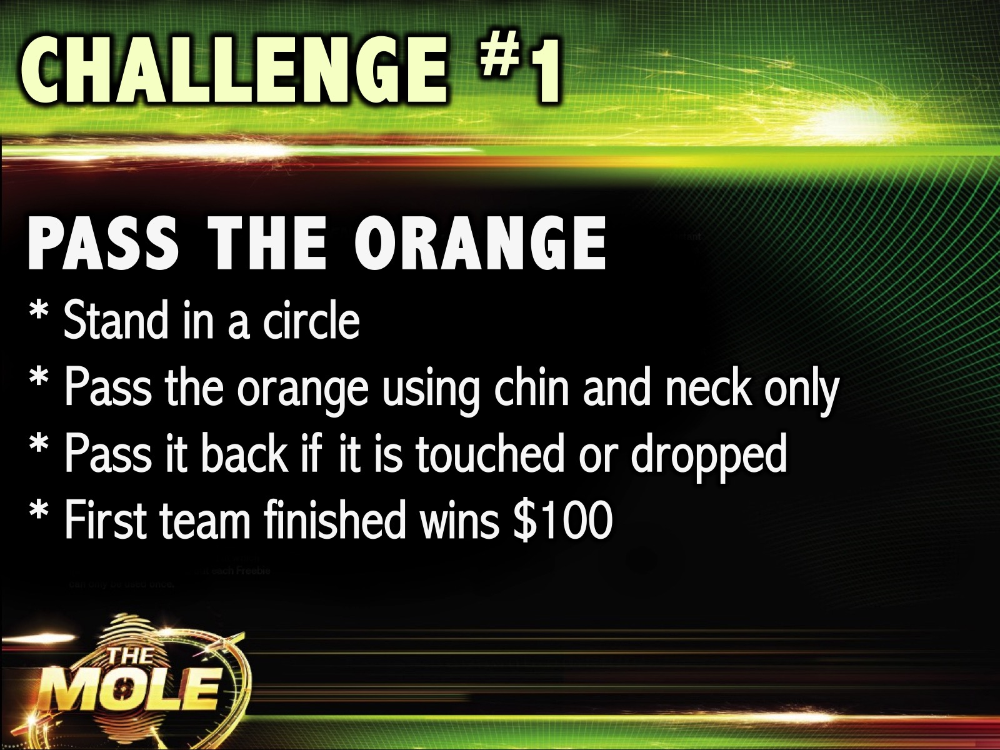 CHALLENGE #1
PASS THE ORANGE
* Stand in a circle
* Pass the orange using chin and neck only
* Pass it back if it is touched or dropped
* First team finished wins $100
each Freebie
can only be used once.
THE
MOLE